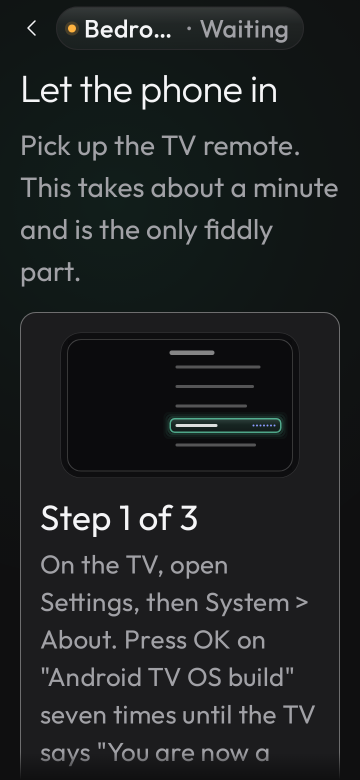 Bedro... · Waiting
Let the phone in
Pick up the TV remote.
This takes about a minute
and is the only fiddly
part.
Step 1 of 3
On the TV, open
Settings, then System >
About. Press OK on
"Android TV OS build"
seven times until the TV
says "You are now a